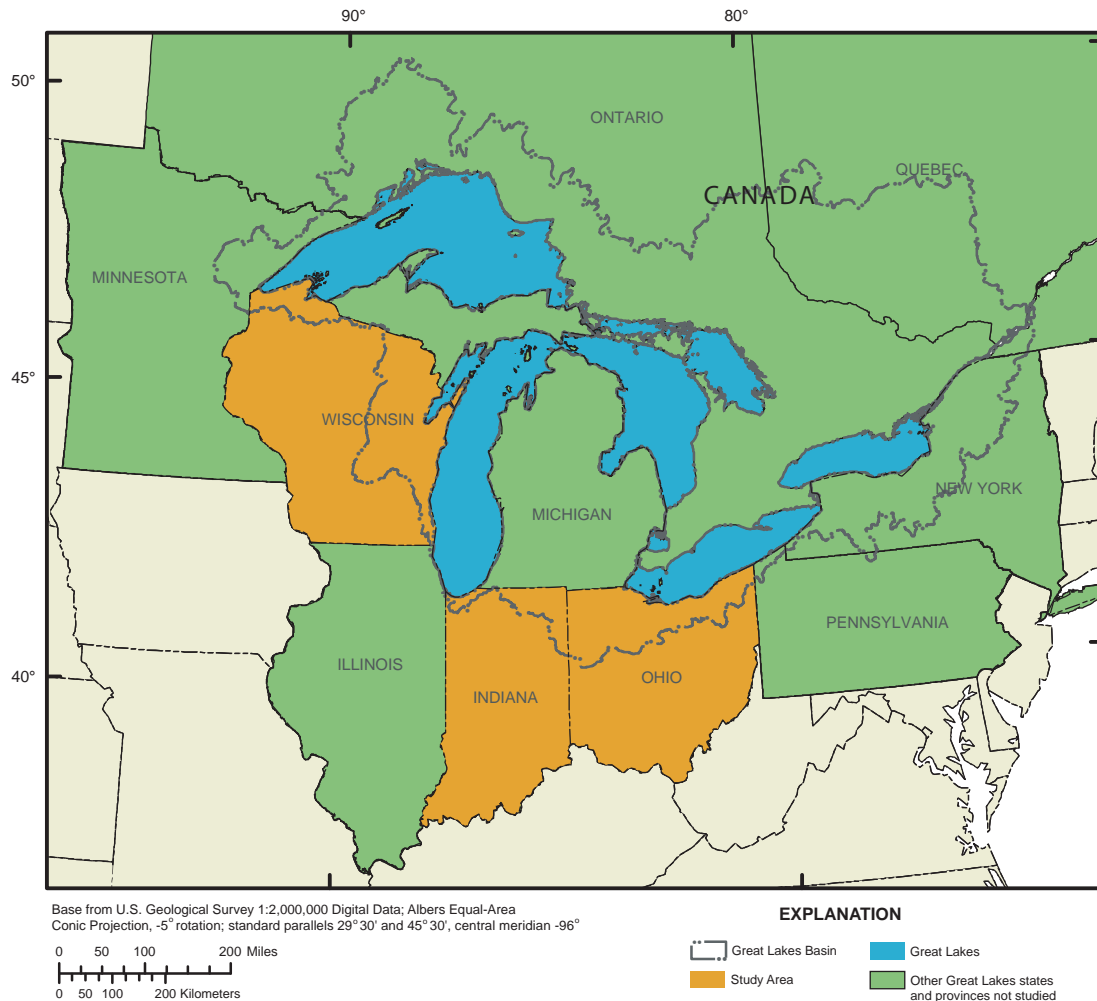 90°
80°
50°
ONTARIO
QUEBEC
CANADA
MINNESOTA
45°
WISCONSIN
NEW YORK
MICHIGAN
PENNSYLVANIA
ILLINOIS
40°
OHIO
INDIANA
Base from U.S. Geological Survey 1:2,000,000 Digital Data; Albers Equal-Area
Conic Projection, -5° rotation; standard parallels 29°30' and 45°30', central meridian -96°
0 50 100 200 Miles
0 50 100 200 Kilometers
EXPLANATION
Great Lakes Basin
Great Lakes
Study Area
Other Great Lakes states
and provinces not studied